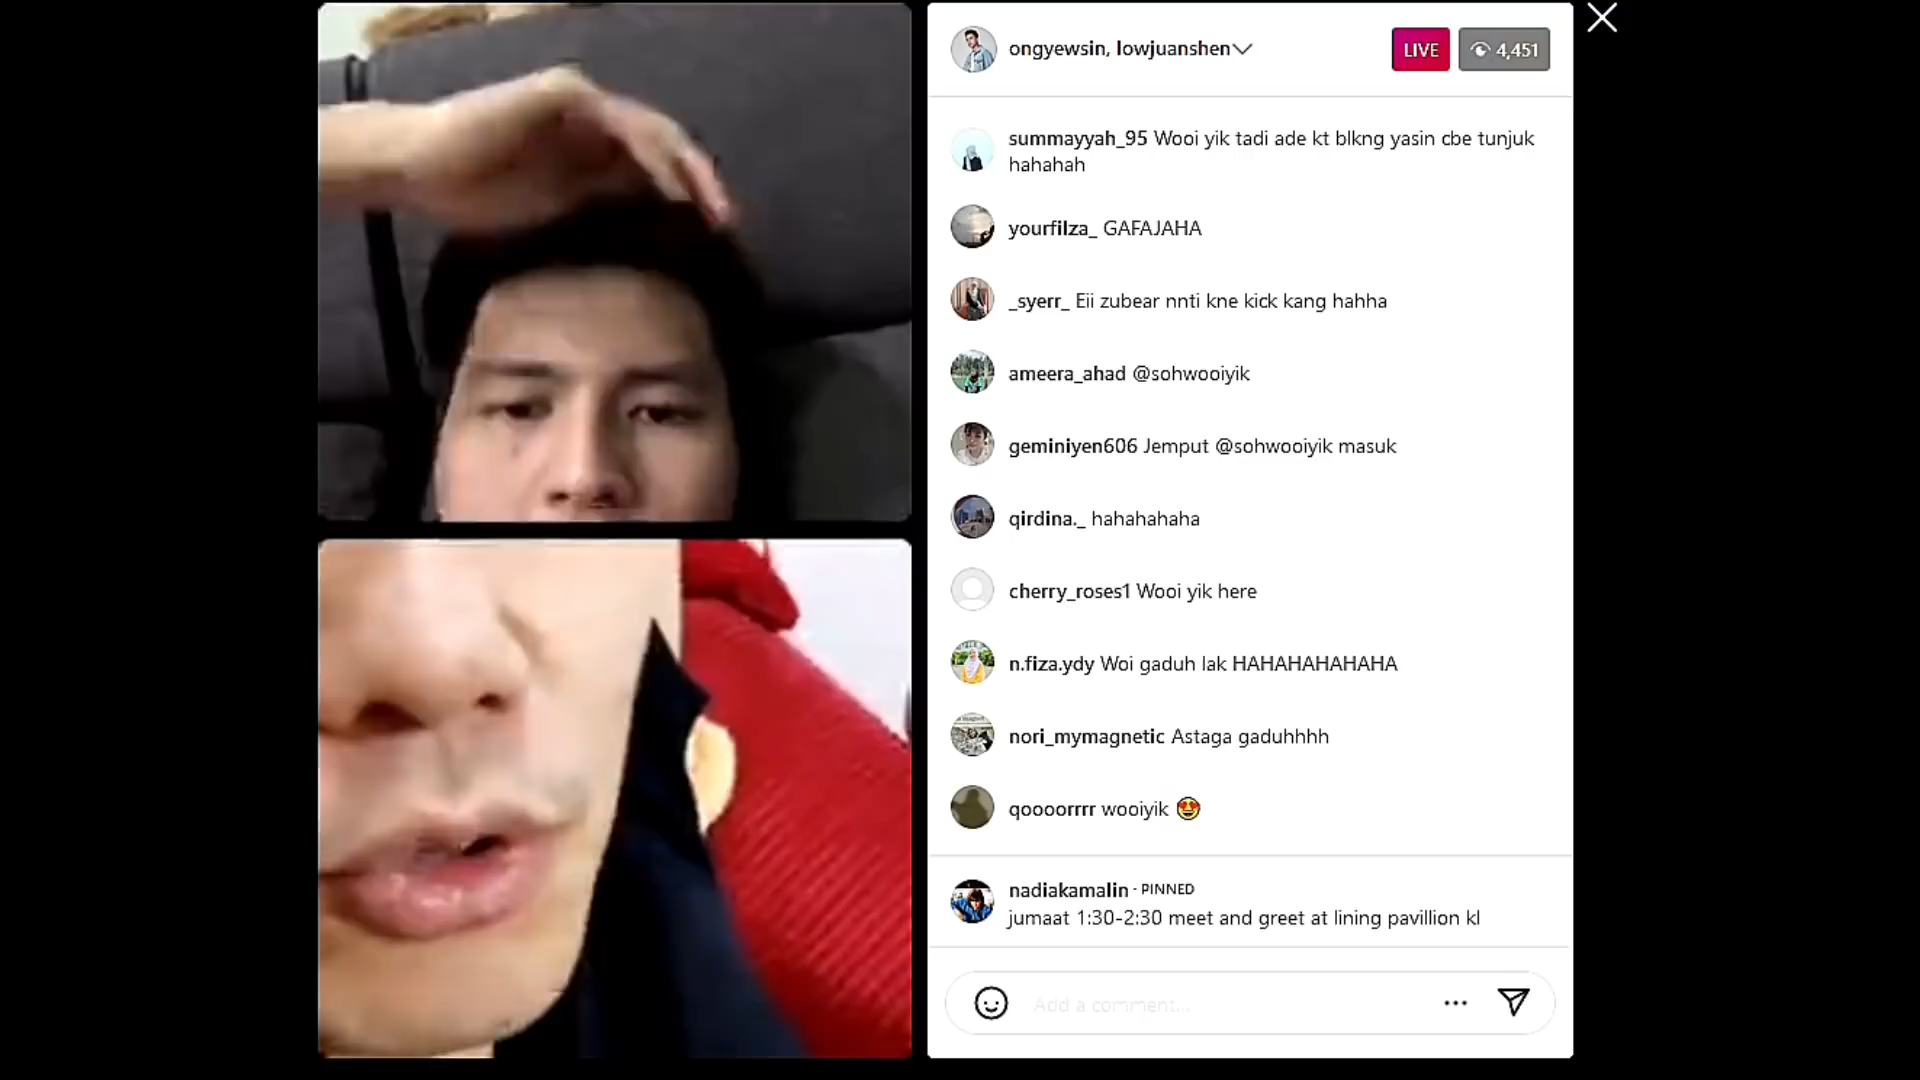 ongyewsin, lowjuanshen
LIVE
4,451
summayyah_95 Wooi yik tadi ade kt blkng yasin cbe tunjuk
hahahah
yourfilza_ GAFAJAHA
_syerr_ Eii zubear nnti kne kick kang hahha
ameera_ahad @sohwooiyik
geminiyen606 Jemput @sohwooiyik masuk
qirdina._ hahahahaha
cherry_roses1 Wooi yik here
n.fiza.ydy Woi gaduh lak HAHAHAHAHAHA
nori_mymagnetic Astaga gaduhhhh
qoooorrrr wooiyik 😍
nadiakamalin · PINNED
jumaat 1:30-2:30 meet and greet at lining pavillion kl
Add a comment...